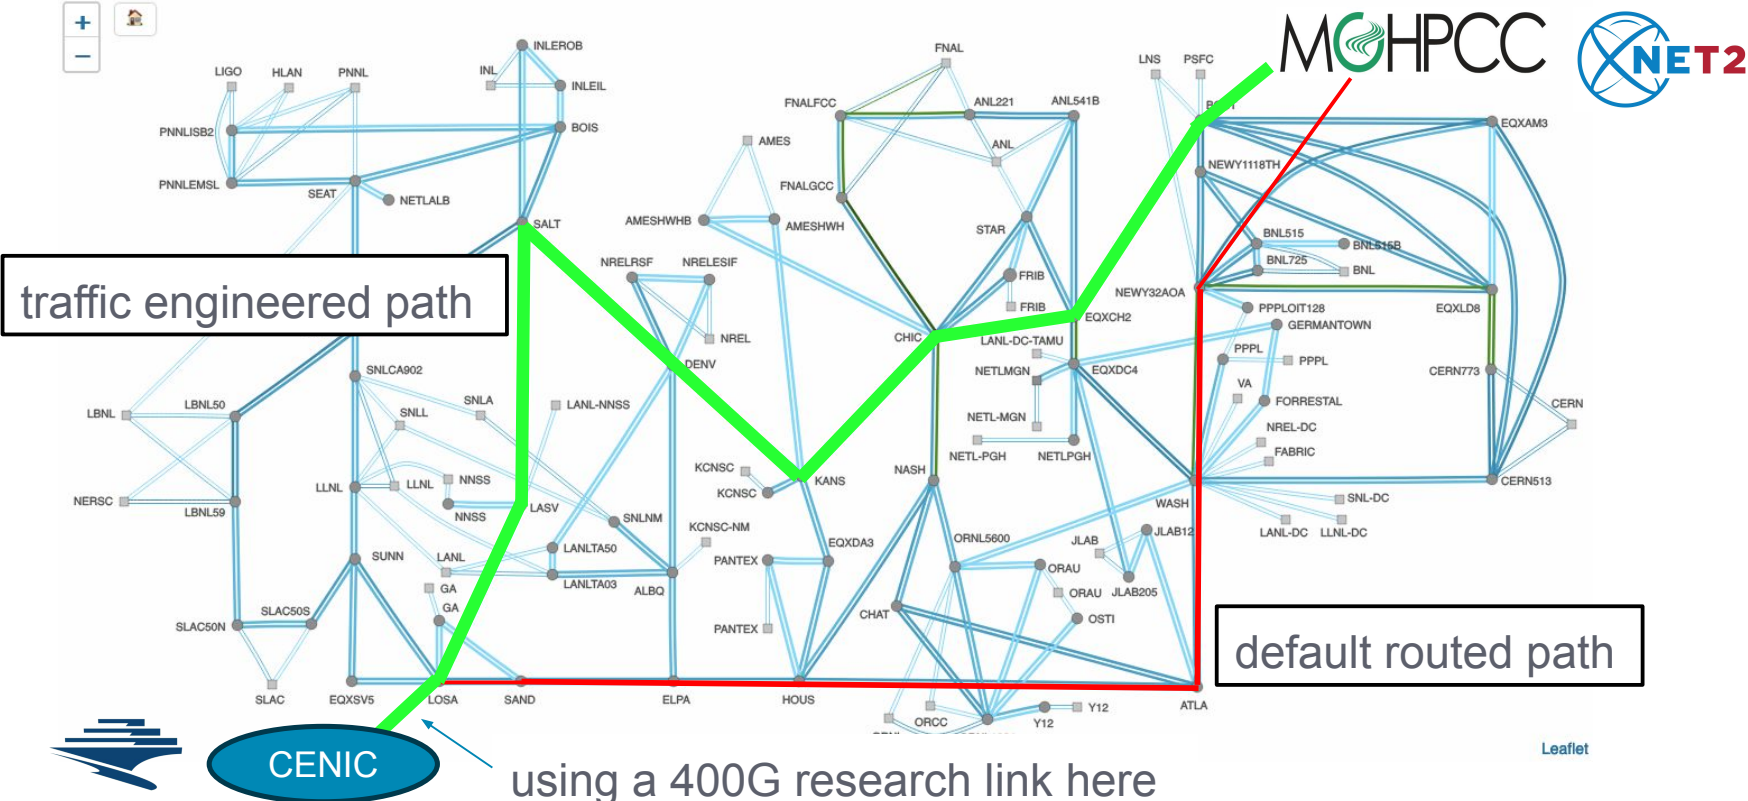 +
−
MGHPCC
NET2
INLEROB
FNAL
LIGO
HLAN
PNNL
INL
INLEIL
LNS
PSFC
FNALFCC
ANL221
ANL541B
EQXAM3
PNNLISB2
BOIS
AMES
ANL
NEWY1118TH
PNNLEMSL
SEAT
NETLALB
FNALGCC
SALT
AMESHWHB
AMESHWH
STAR
BNL515
BNL515B
BNL725
BNL
NRELRSF
NRELESIF
FRIB
FRIB
NEWY32AOA
traffic engineered path
PPPLOIT128
EQXLD8
EQXCH2
GERMANTOWN
NREL
CHIC
LANL-DC-TAMU
PPPL
PPPL
DENV
SNLCA902
NETLMGN
EQXDC4
CERN773
VA
LBNL
LBNL50
SNLL
SNLA
LANL-NNSS
FORRESTAL
CERN
NETL-MGN
NREL-DC
FABRIC
NETL-PGH
NETLPGH
KCNSC
NASH
KANS
LLNL
LLNL
NNSS
KCNSC
CERN513
NERSC
LBNL59
NNSS
LASV
WASH
SNL-DC
SNLNM
KCNSC-NM
LANL-DC
LLNL-DC
SUNN
LANL
LANLTA50
EQXDA3
ORNL5600
JLAB
JLAB12
PANTEX
ORAU
GA
LANLTA03
ALBQ
ORAU
JLAB205
GA
SLAC50S
SLAC50N
CHAT
OSTI
PANTEX
default routed path
SLAC
EQXSV5
LOSA
SAND
ELPA
HOUS
ATLA
ORCC
Y12
Y12
Leaflet
CENIC
using a 400G research link here